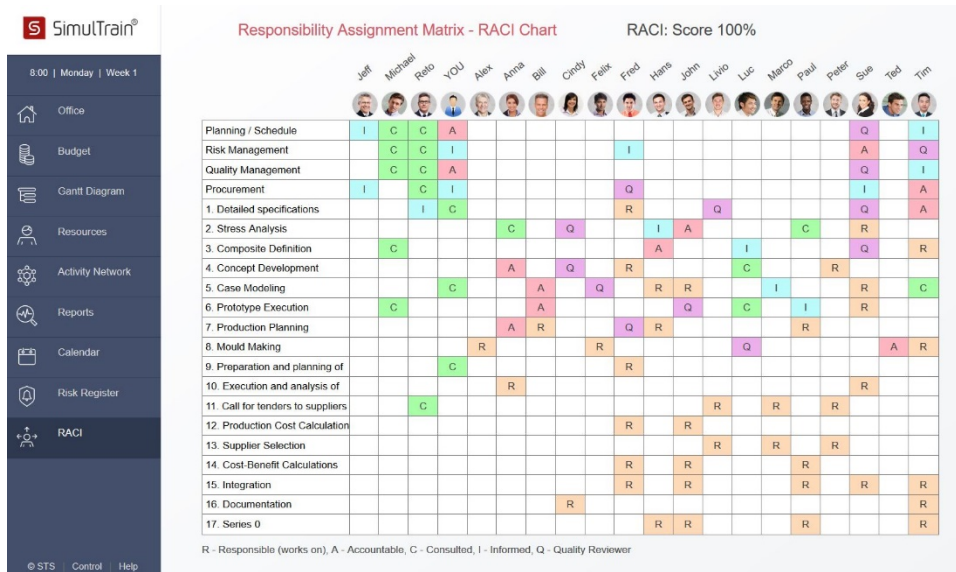 SimulTrain®
8:00 | Monday | Week 1
Office
Budget
Gantt Diagram
Resources
Activity Network
Reports
Calendar
Risk Register
RACI
© STS | Control | Help
Responsibility Assignment Matrix - RACI Chart RACI: Score 100%
Jeff Michael Reto YOU Alex Anna Bill Cindy Felix Fred Hans John Livio Luc Marco Paul Peter Sue Ted Tim
Planning / Schedule I C C A Q I
Risk Management C C I I A Q
Quality Management C C A Q I
Procurement I C I Q I A
1. Detailed specifications I C R Q Q A
2. Stress Analysis C Q I A C R
3. Composite Definition C A I Q R
4. Concept Development A Q R C R
5. Case Modeling C A Q R R I R C
6. Prototype Execution C A Q C I R
7. Production Planning A R Q R R
8. Mould Making R R Q A R
9. Preparation and planning of C R
10. Execution and analysis of R R
11. Call for tenders to suppliers C R R R
12. Production Cost Calculation R R
13. Supplier Selection R R R
14. Cost-Benefit Calculations R R R
15. Integration R R R R R
16. Documentation R R
17. Series 0 R R R R
R - Responsible (works on), A - Accountable, C - Consulted, I - Informed, Q - Quality Reviewer